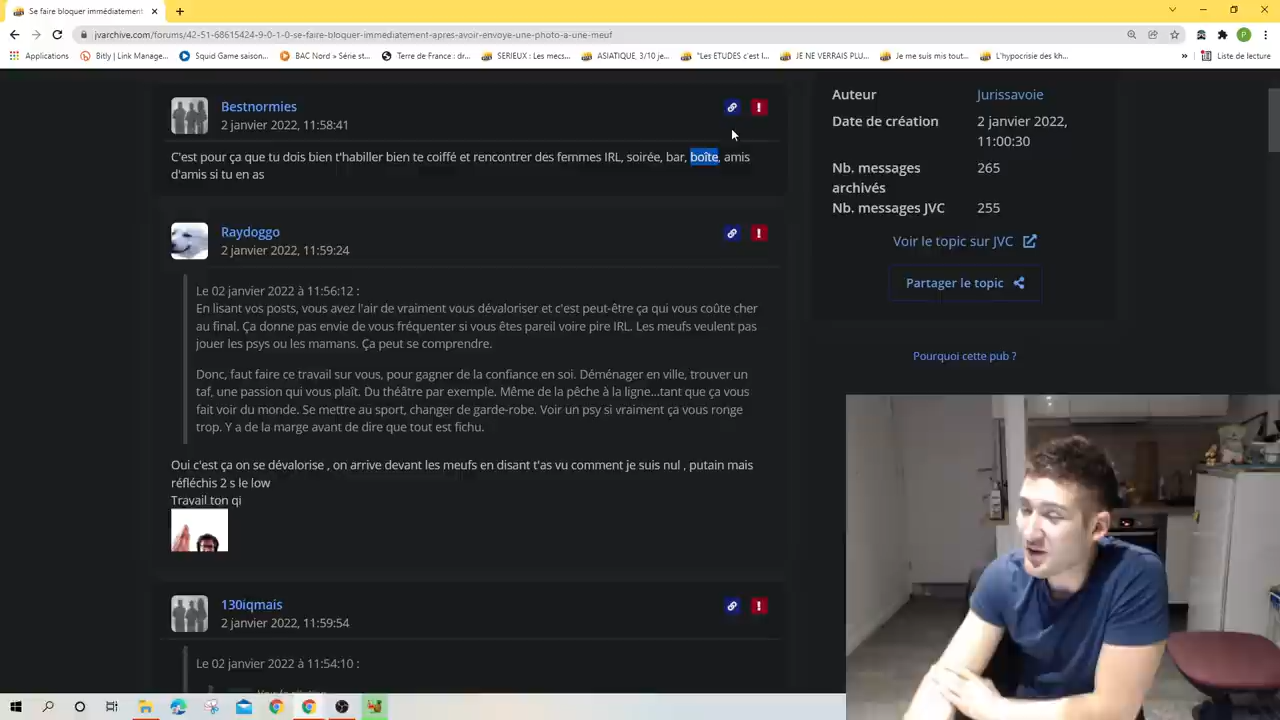 Se faire bloquer immédiatement
jvarchive.com/forums/42-51-68615424-9-0-1-0-se-faire-bloquer-immediatement-apres-avoir-envoye-une-photo-a-une-meuf
Applications
Bitly | Link Manage...
Squid Game saison...
BAC Nord » Série st...
Terre de France : dr...
SERIEUX : Les mecs...
ASIATIQUE, 3/10 je...
"Les ETUDES c'est l...
JE NE VERRAIS PLU...
Je me suis mis tout...
L'hypocrisie des kh...
»
Liste de lecture
Bestnormies
2 janvier 2022, 11:58:41
C'est pour ça que tu dois bien t'habiller bien te coiffé et rencontrer des femmes IRL, soirée, bar, boîte, amis
d'amis si tu en as
Raydoggo
2 janvier 2022, 11:59:24
Le 02 janvier 2022 à 11:56:12 :
En lisant vos posts, vous avez l'air de vraiment vous dévaloriser et c'est peut-être ça qui vous coûte cher
au final. Ça donne pas envie de vous fréquenter si vous êtes pareil voire pire IRL. Les meufs veulent pas
jouer les psys ou les mamans. Ça peut se comprendre.
Donc, faut faire ce travail sur vous, pour gagner de la confiance en soi. Déménager en ville, trouver un
taf, une passion qui vous plaît. Du théâtre par exemple. Même de la pêche à la ligne...tant que ça vous
fait voir du monde. Se mettre au sport, changer de garde-robe. Voir un psy si vraiment ça vous ronge
trop. Y a de la marge avant de dire que tout est fichu.
Oui c'est ça on se dévalorise , on arrive devant les meufs en disant t'as vu comment je suis nul , putain mais
réfléchis 2 s le low
Travail ton qi
130iqmais
2 janvier 2022, 11:59:54
Le 02 janvier 2022 à 11:54:10 :
Auteur
Jurissavoie
Date de création
2 janvier 2022,
11:00:30
Nb. messages
archivés
265
Nb. messages JVC
255
Voir le topic sur JVC
Partager le topic
Pourquoi cette pub ?